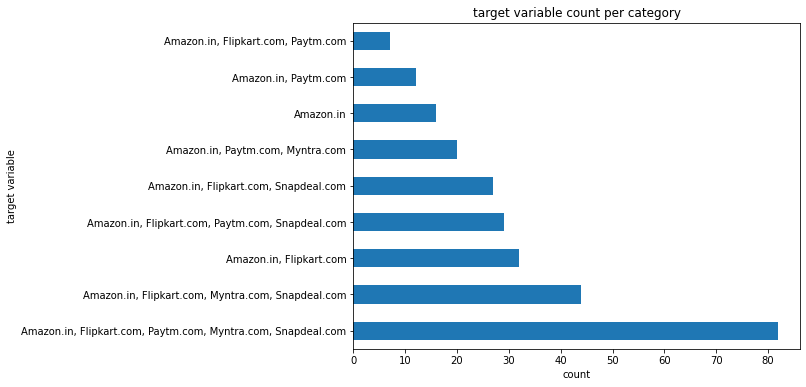 target variable count per category
Amazon.in, Flipkart.com, Paytm.com
Amazon.in, Paytm.com
Amazon.in
Amazon.in, Paytm.com, Myntra.com
Amazon.in, Flipkart.com, Snapdeal.com
Amazon.in, Flipkart.com, Paytm.com, Snapdeal.com
Amazon.in, Flipkart.com
Amazon.in, Flipkart.com, Myntra.com, Snapdeal.com
Amazon.in, Flipkart.com, Paytm.com, Myntra.com, Snapdeal.com
target variable
0 10 20 30 40 50 60 70 80
count